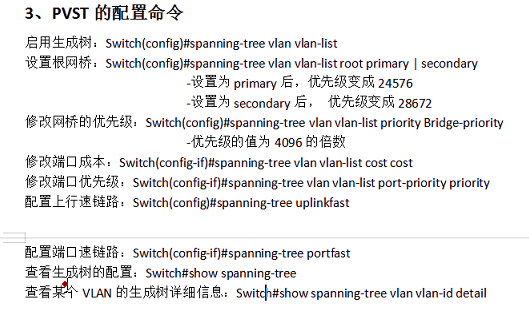 3、PVST 的配置命令
启用生成树：Switch(config)#spanning-tree vlan vlan-list
设置根网桥：Switch(config)#spanning-tree vlan vlan-list root primary | secondary
-设置为 primary 后，优先级变成 24576
-设置为 secondary 后， 优先级变成 28672
修改网桥的优先级：Switch(config)#spanning-tree vlan vlan-list priority Bridge-priority
-优先级的值为 4096 的倍数
修改端口成本：Switch(config-if)#spanning-tree vlan vlan-list cost cost
修改端口优先级：Switch(config-if)#spanning-tree vlan vlan-list port-priority priority
配置上行速链路：Switch(config)#spanning-tree uplinkfast
配置端口速链路：Switch(config-if)#spanning-tree portfast
查看生成树的配置：Switch#show spanning-tree
查看某个 VLAN 的生成树详细信息：Switch#show spanning-tree vlan vlan-id detail